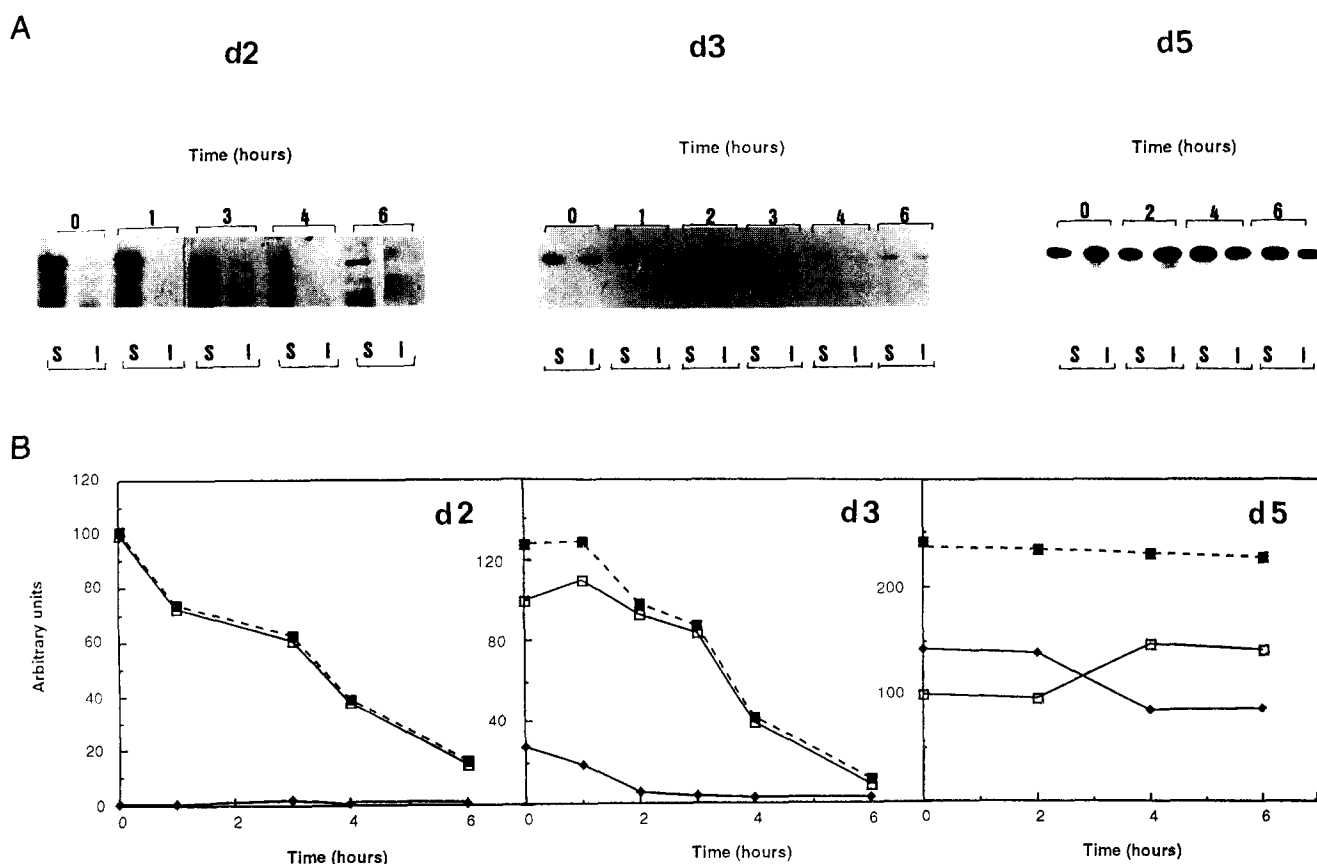 A
d2
d3
d5
Time (hours)
Time (hours)
Time (hours)
0 1 3 4 6
0 1 2 3 4 6
0 2 4 6
S I S I S I S I S I
S I S I S I S I S I S I
S I S I S I S I
B
d2
d3
d5
Arbitrary units
120
100
80
60
40
20
0
120
80
40
200
100
0 2 4 6
0 2 4 6
0 2 4 6
Time (hours)
Time (hours)
Time (hours)